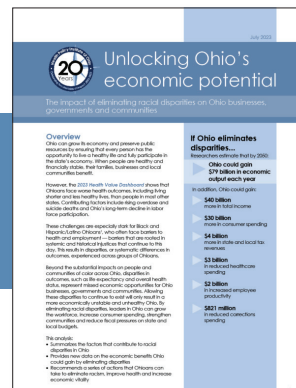 July 2023
20
Years
Unlocking Ohio's
economic potential
The impact of eliminating racial disparities on Ohio businesses,
governments and communities
Overview
Ohio can grow its economy and preserve public
resources by ensuring that every person has the
opportunity to live a healthy life and fully participate in
the state's economy. When people are healthy and
financially stable, their families, businesses and local
communities benefit.
However, the 2023 Health Value Dashboard shows that
Ohioans face worse health outcomes, including living
shorter and less healthy lives, than people in most other
states. Contributing factors include rising overdose and
suicide deaths and Ohio's long-term decline in labor
force participation.
These challenges are especially stark for Black and
Hispanic/Latino Ohioans, who often face barriers to
health and employment — barriers that are rooted in
systemic and historical injustices that continue to this
day. This results in disparities, or systematic differences in
outcomes, experienced across groups of Ohioans.
Beyond the substantial impacts on people and
communities of color across Ohio, disparities in
outcomes, such as life expectancy and overall health
status, represent missed economic opportunities for Ohio
businesses, governments and communities. Allowing
these disparities to continue to exist will only result in a
more economically unstable and unhealthy Ohio. By
eliminating racial disparities, leaders in Ohio can grow
the workforce, increase consumer spending, strengthen
communities and reduce fiscal pressures on state and
local budgets.
This analysis:
• Summarizes the factors that contribute to racial
disparities in Ohio
• Provides new data on the economic benefits Ohio
could gain by eliminating disparities
• Recommends a series of actions that Ohioans can
take to eliminate racism, improve health and increase
economic vitality
If Ohio eliminates
disparities...
Researchers estimate that by 2050:
Ohio could gain
$79 billion in economic
output each year
In addition, Ohio could gain:
$40 billion
more in total income
$30 billion
more in consumer spending
$4 billion
more in state and local tax
revenues
$3 billion
in reduced healthcare
spending
$2 billion
in increased employee
productivity
$821 million
in reduced corrections
spending